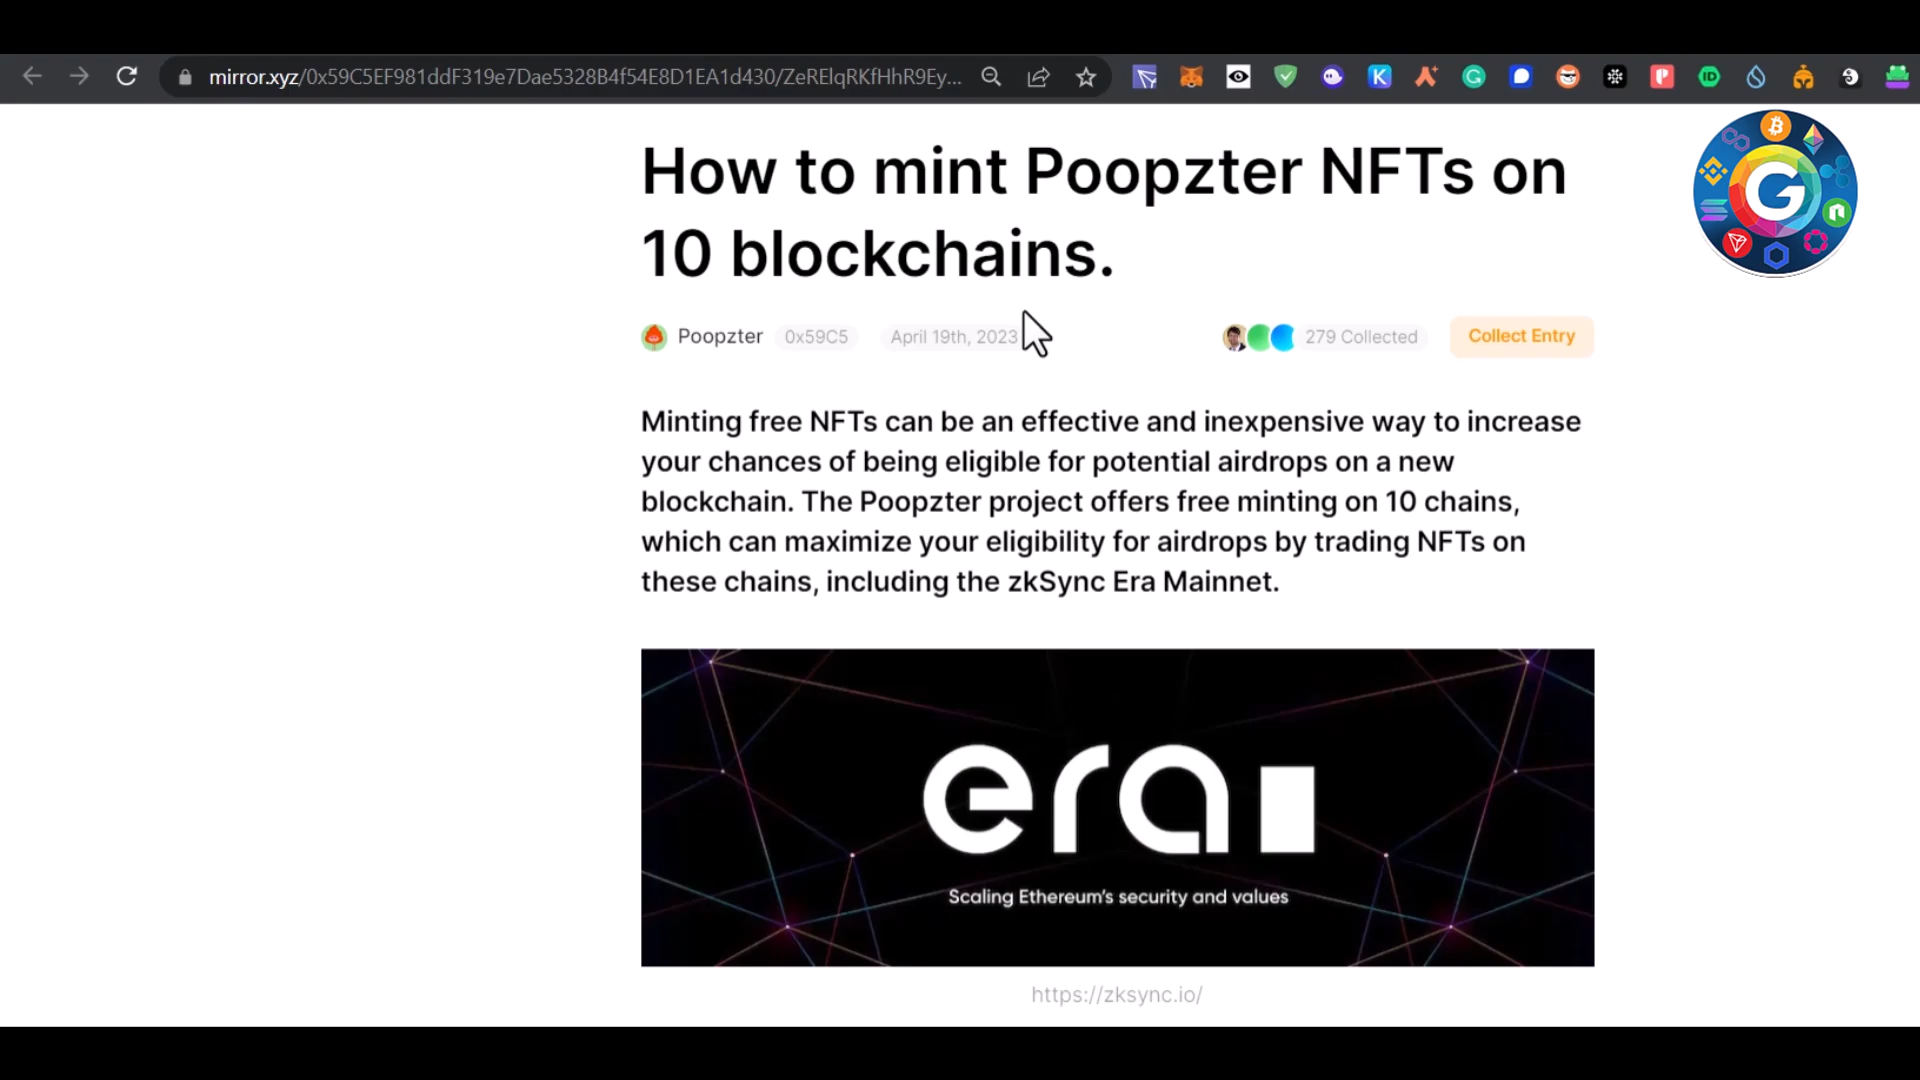 mirror.xyz/0x59C5EF981ddF319e7Dae5328B4f54E8D1EA1d430/ZeRElqRKfHhR9Ey...
How to mint Poopzter NFTs on
10 blockchains.
Poopzter 0x59C5 April 19th, 2023 279 Collected Collect Entry
Minting free NFTs can be an effective and inexpensive way to increase
your chances of being eligible for potential airdrops on a new
blockchain. The Poopzter project offers free minting on 10 chains,
which can maximize your eligibility for airdrops by trading NFTs on
these chains, including the zkSync Era Mainnet.
era
Scaling Ethereum's security and values
https://zksync.io/